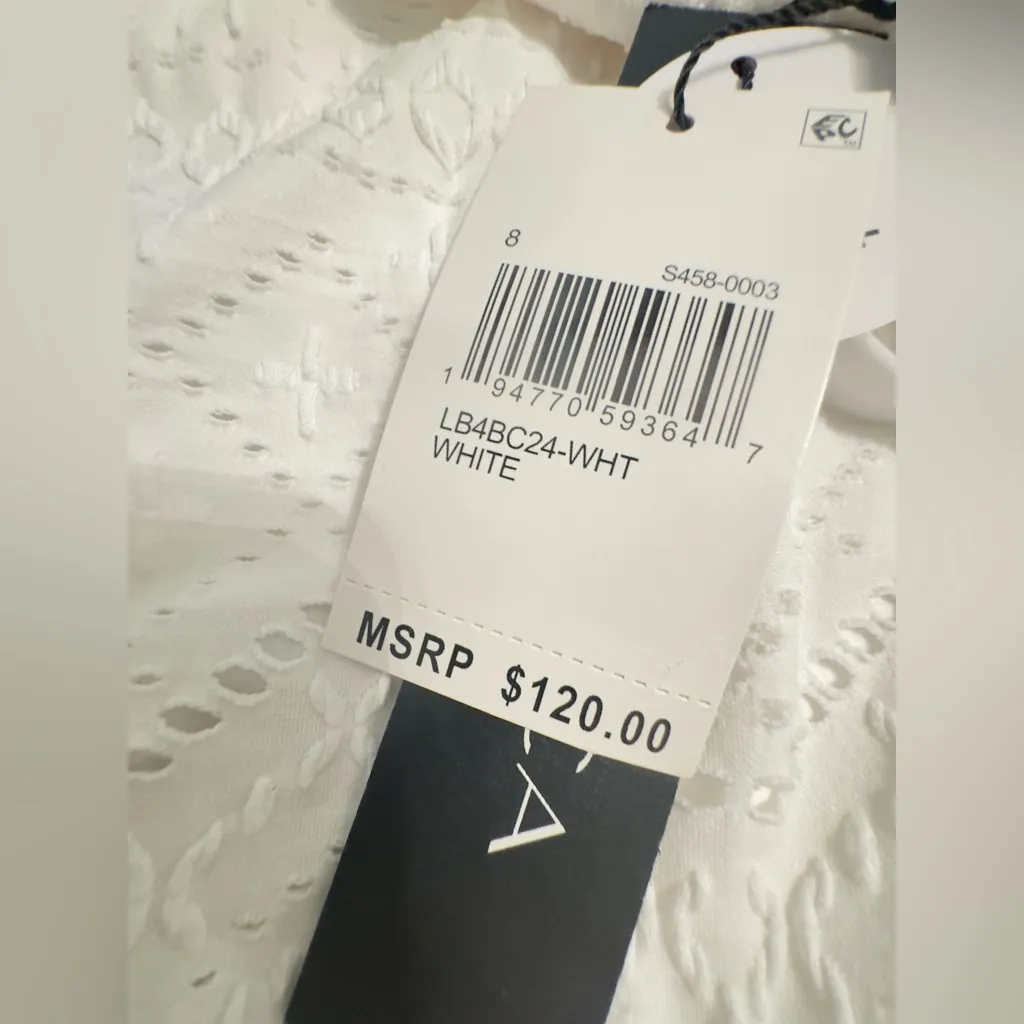 8
S458-0003
1 94770 59364 7
LB4BC24-WHT
WHITE
MSRP $120.00
A